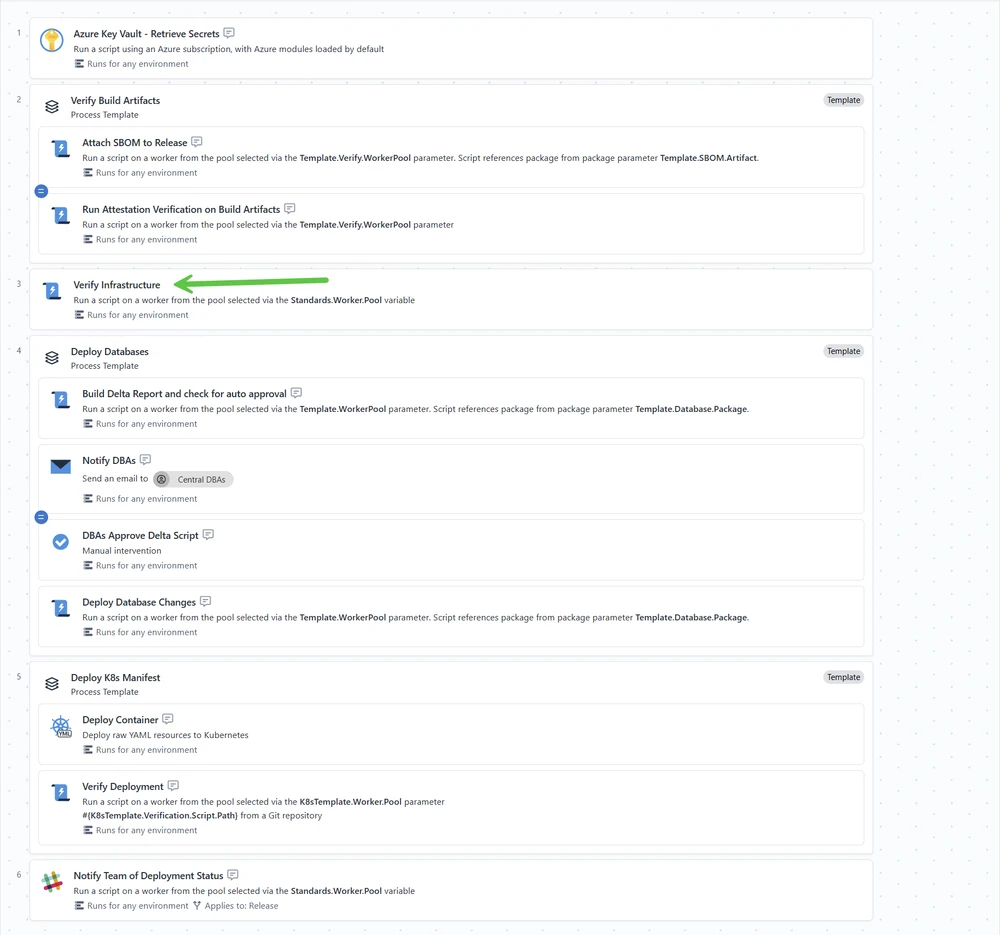 1
Azure Key Vault - Retrieve Secrets
Run a script using an Azure subscription, with Azure modules loaded by default
Runs for any environment
2
Verify Build Artifacts
Template
Process Template
Attach SBOM to Release
Run a script on a worker from the pool selected via the Template.Verify.WorkerPool parameter. Script references package from package parameter Template.SBOM.Artifact.
Runs for any environment
Run Attestation Verification on Build Artifacts
Run a script on a worker from the pool selected via the Template.Verify.WorkerPool parameter
Runs for any environment
3
Verify Infrastructure
Run a script on a worker from the pool selected via the Standards.Worker.Pool variable
Runs for any environment
4
Deploy Databases
Template
Process Template
Build Delta Report and check for auto approval
Run a script on a worker from the pool selected via the Template.WorkerPool parameter. Script references package from package parameter Template.Database.Package.
Runs for any environment
Notify DBAs
Send an email to Central DBAs
Runs for any environment
DBAs Approve Delta Script
Manual intervention
Runs for any environment
Deploy Database Changes
Run a script on a worker from the pool selected via the Template.WorkerPool parameter. Script references package from package parameter Template.Database.Package.
Runs for any environment
5
Deploy K8s Manifest
Template
Process Template
Deploy Container
YAML
Deploy raw YAML resources to Kubernetes
Runs for any environment
Verify Deployment
Run a script on a worker from the pool selected via the K8sTemplate.Worker.Pool parameter
#(K8sTemplate.Verification.Script.Path) from a Git repository
Runs for any environment
6
Notify Team of Deployment Status
Run a script on a worker from the pool selected via the Standards.Worker.Pool variable
Runs for any environment Applies to: Release